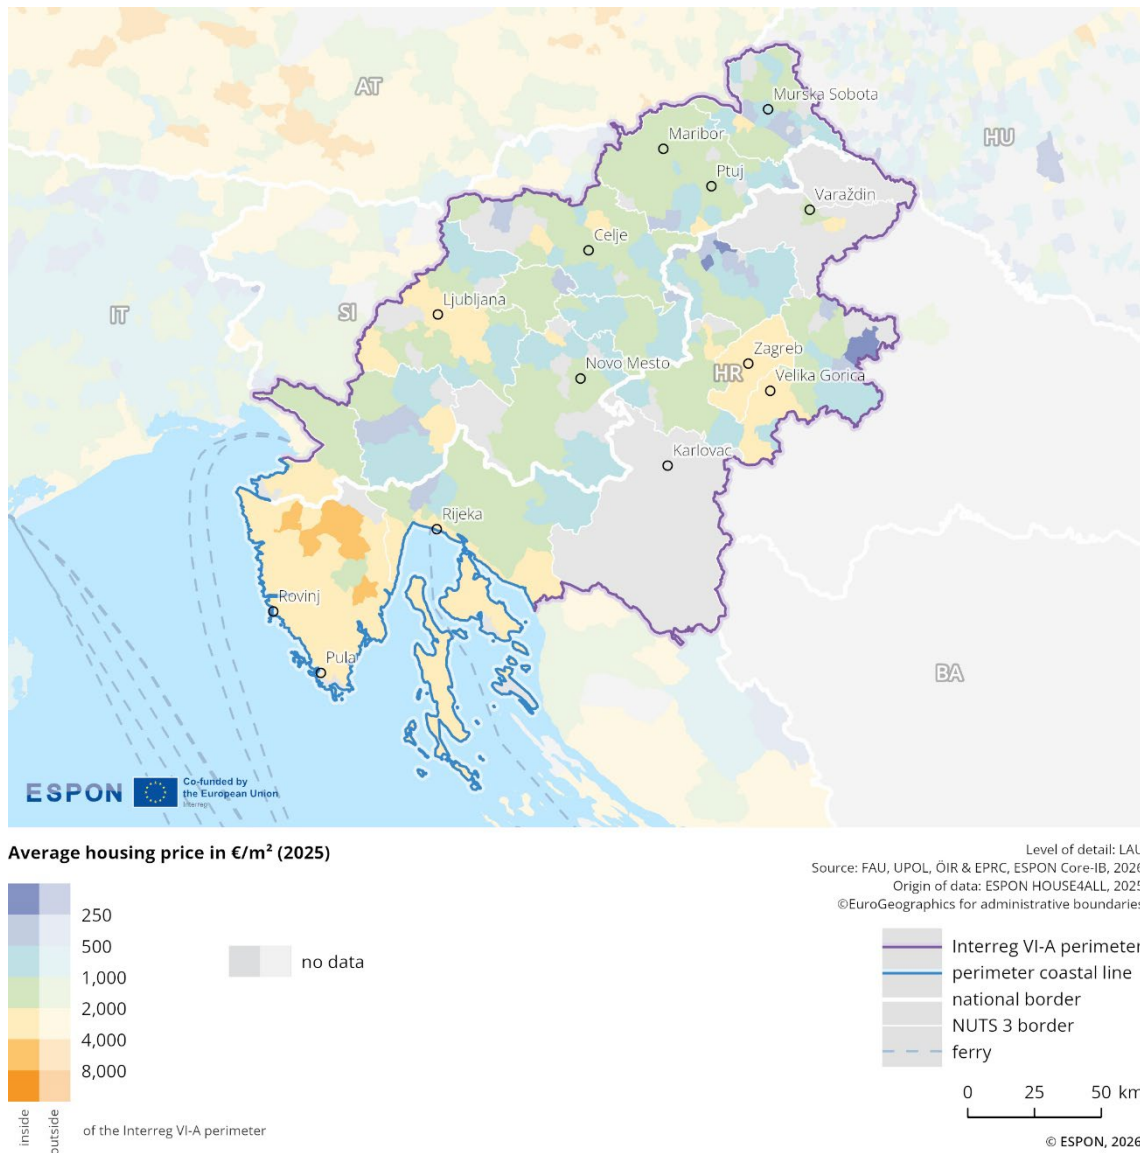 AT
Murska Sobota
HU
Maribor
Ptuj
Varaždin
Celje
IT
SI
Ljubljana
Zagreb
HR
Velika Gorica
Novo Mesto
Karlovac
Rijeka
Rovinj
Pula
BA
ESPON
Co-funded by
the European Union
Interreg
Average housing price in €/m² (2025)
250
500
1,000
2,000
4,000
8,000
inside
outside
of the Interreg VI-A perimeter
no data
Level of detail: LAU
Source: FAU, UPOL, ÖIR & EPRC, ESPON Core-IB, 2026
Origin of data: ESPON HOUSE4ALL, 2025
©EuroGeographics for administrative boundaries
Interreg VI-A perimeter
perimeter coastal line
national border
NUTS 3 border
ferry
0 25 50 km
© ESPON, 2026